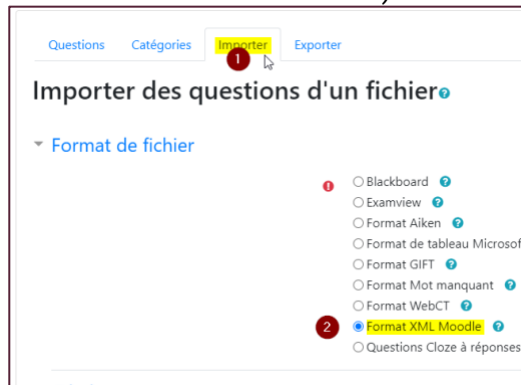 Questions Catégories Importer Exporter
1
Importer des questions d'un fichier
Format de fichier
Blackboard
Examview
Format Aiken
Format de tableau Microsof
Format GIFT
Format Mot manquant
Format WebCT
2 Format XML Moodle
Questions Cloze à réponses